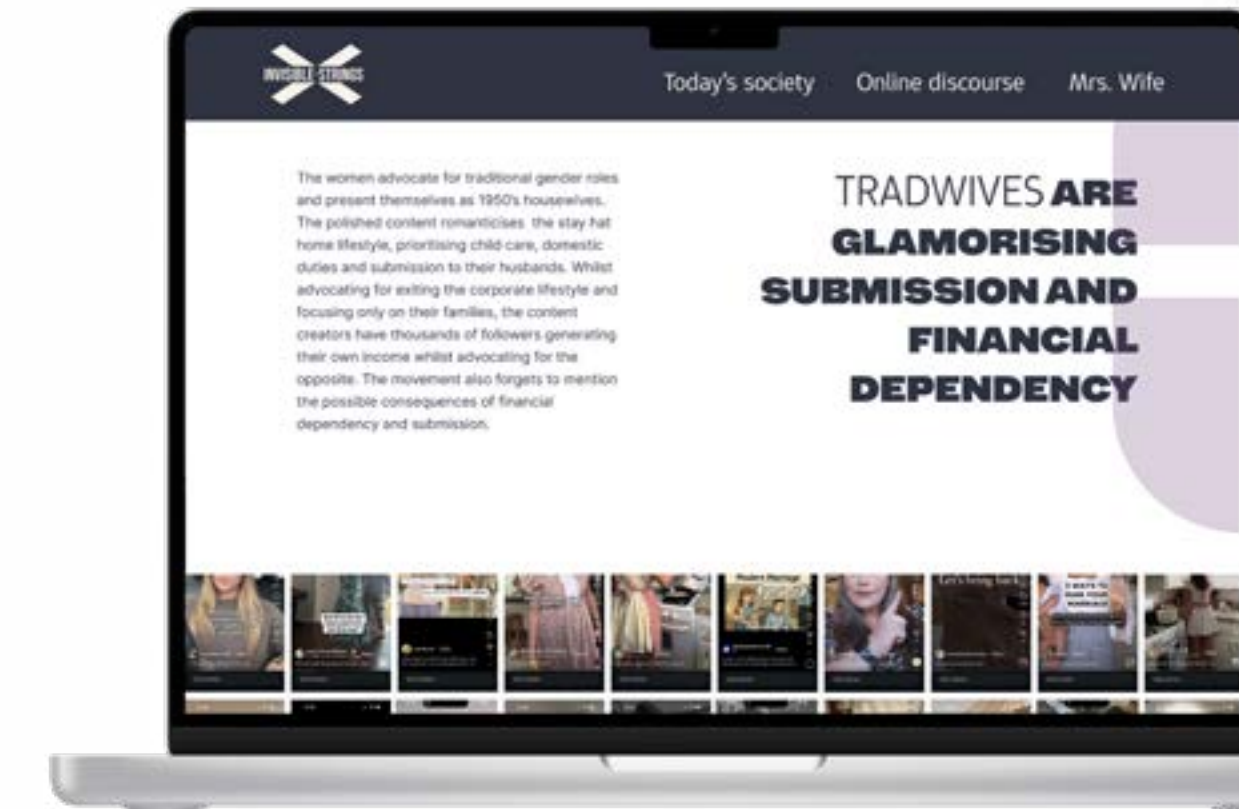 INVISIBLE STRINGS
Today's society
Online discourse
Mrs. Wife
The women advocate for traditional gender roles
and present themselves as 1950's housewives.
The polished content romanticises the stay hat
home lifestyle, prioritising child care, domestic
duties and submission to their husbands. Whilst
advocating for exiting the corporate lifestyle and
focusing only on their families, the content
creators have thousands of followers generating
their own income whilst advocating for the
opposite. The movement also forgets to mention
the possible consequences of financial
dependency and submission.
TRADWIVES ARE
GLAMORISING
SUBMISSION AND
FINANCIAL
DEPENDENCY
Let's bring back